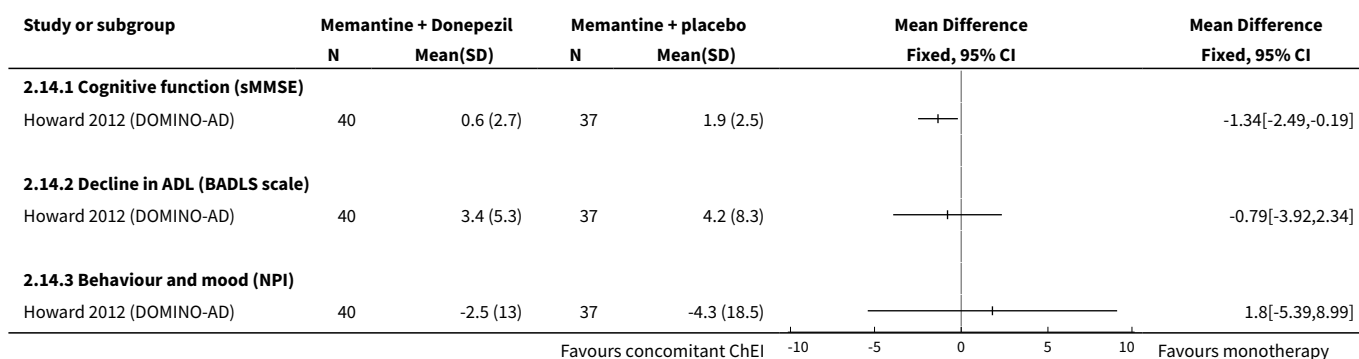 Study or subgroup Memantine + Donepezil Memantine + placebo Mean Difference Mean Difference
N Mean(SD) N Mean(SD) Fixed, 95% CI Fixed, 95% CI
2.14.1 Cognitive function (sMMSE)
Howard 2012 (DOMINO-AD) 40 0.6 (2.7) 37 1.9 (2.5) -1.34[-2.49,-0.19]
2.14.2 Decline in ADL (BADLS scale)
Howard 2012 (DOMINO-AD) 40 3.4 (5.3) 37 4.2 (8.3) -0.79[-3.92,2.34]
2.14.3 Behaviour and mood (NPI)
Howard 2012 (DOMINO-AD) 40 -2.5 (13) 37 -4.3 (18.5) 1.8[-5.39,8.99]
Favours concomitant ChEI -10 -5 0 5 10 Favours monotherapy